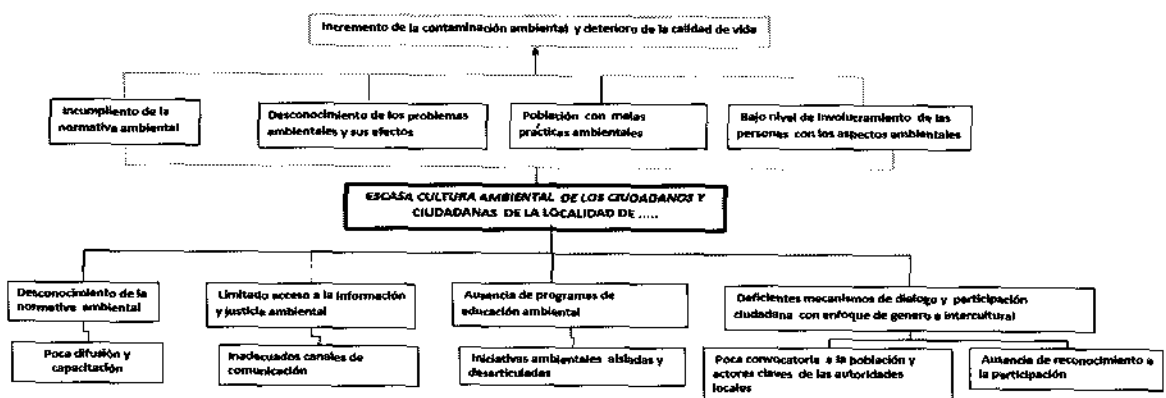 Incremento de la contaminación ambiental y deterioro de la calidad de vida
Incumpliento de la
normativa ambiental
Desconocimiento de los problemas
ambientales y sus efectos
Población con malas
prácticas ambientales
Bajo nivel de involucramiento de las
personas con los aspectos ambientales
ESCASA CULTURA AMBIENTAL DE LOS CIUDADANOS Y
CIUDADANAS DE LA LOCALIDAD DE .....
Desconocimiento de la
normativa ambiental
Limitado acceso a la información
y justicia ambiental
Ausencia de programas de
educación ambiental
Deficientes mecanismos de dialogo y participación
ciudadana con enfoque de genero e intercultural
Poca difusión y
capacitación
Inadecuados canales de
comunicación
Iniciativas ambientales aisladas y
desarticuladas
Poca convocatoria a la población y
actores claves de las autoridades
locales
Ausencia de reconocimiento a
la participación